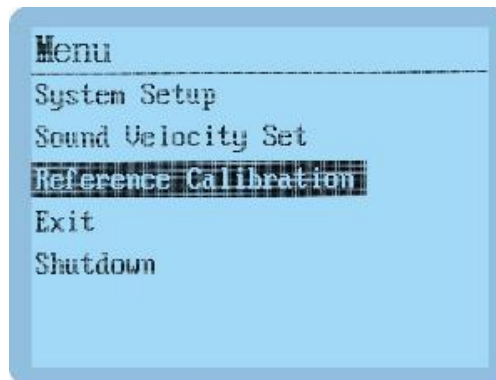 Menu
System Setup
Sound Velocity Set
Reference Calibration
Exit
Shutdown